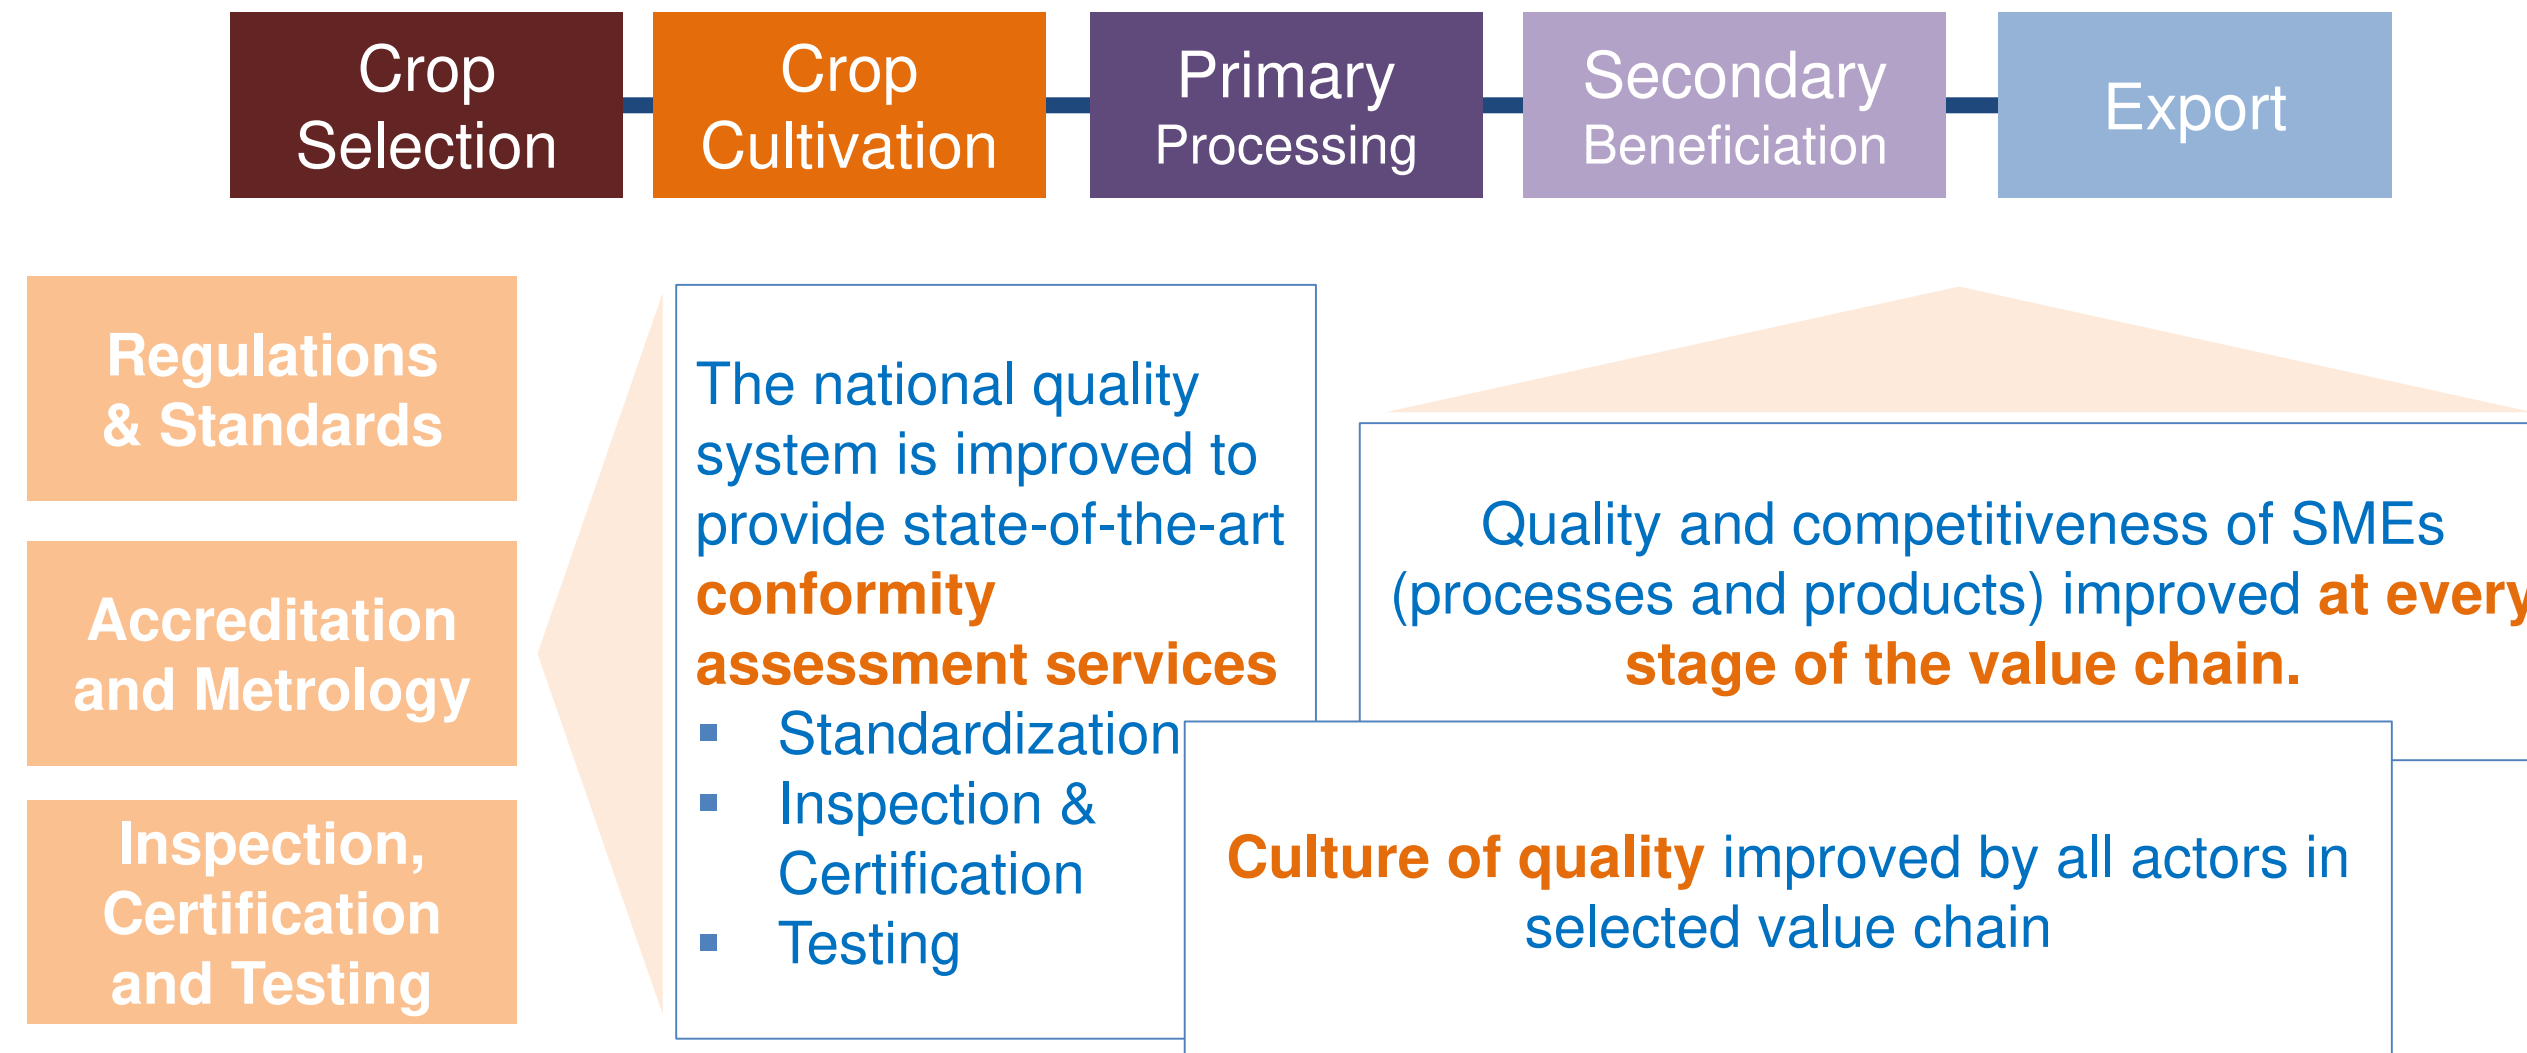 Crop
Selection
Crop
Cultivation
Primary
Processing
Secondary
Beneficiation
Export
Regulations
& Standards
Accreditation
and Metrology
Inspection,
Certification
and Testing
The national quality
system is improved to
provide state-of-the-art
conformity
assessment services
▪ Standardization
▪ Inspection &
Certification
▪ Testing
Quality and competitiveness of SMEs
(processes and products) improved at every
stage of the value chain.
Culture of quality improved by all actors in
selected value chain